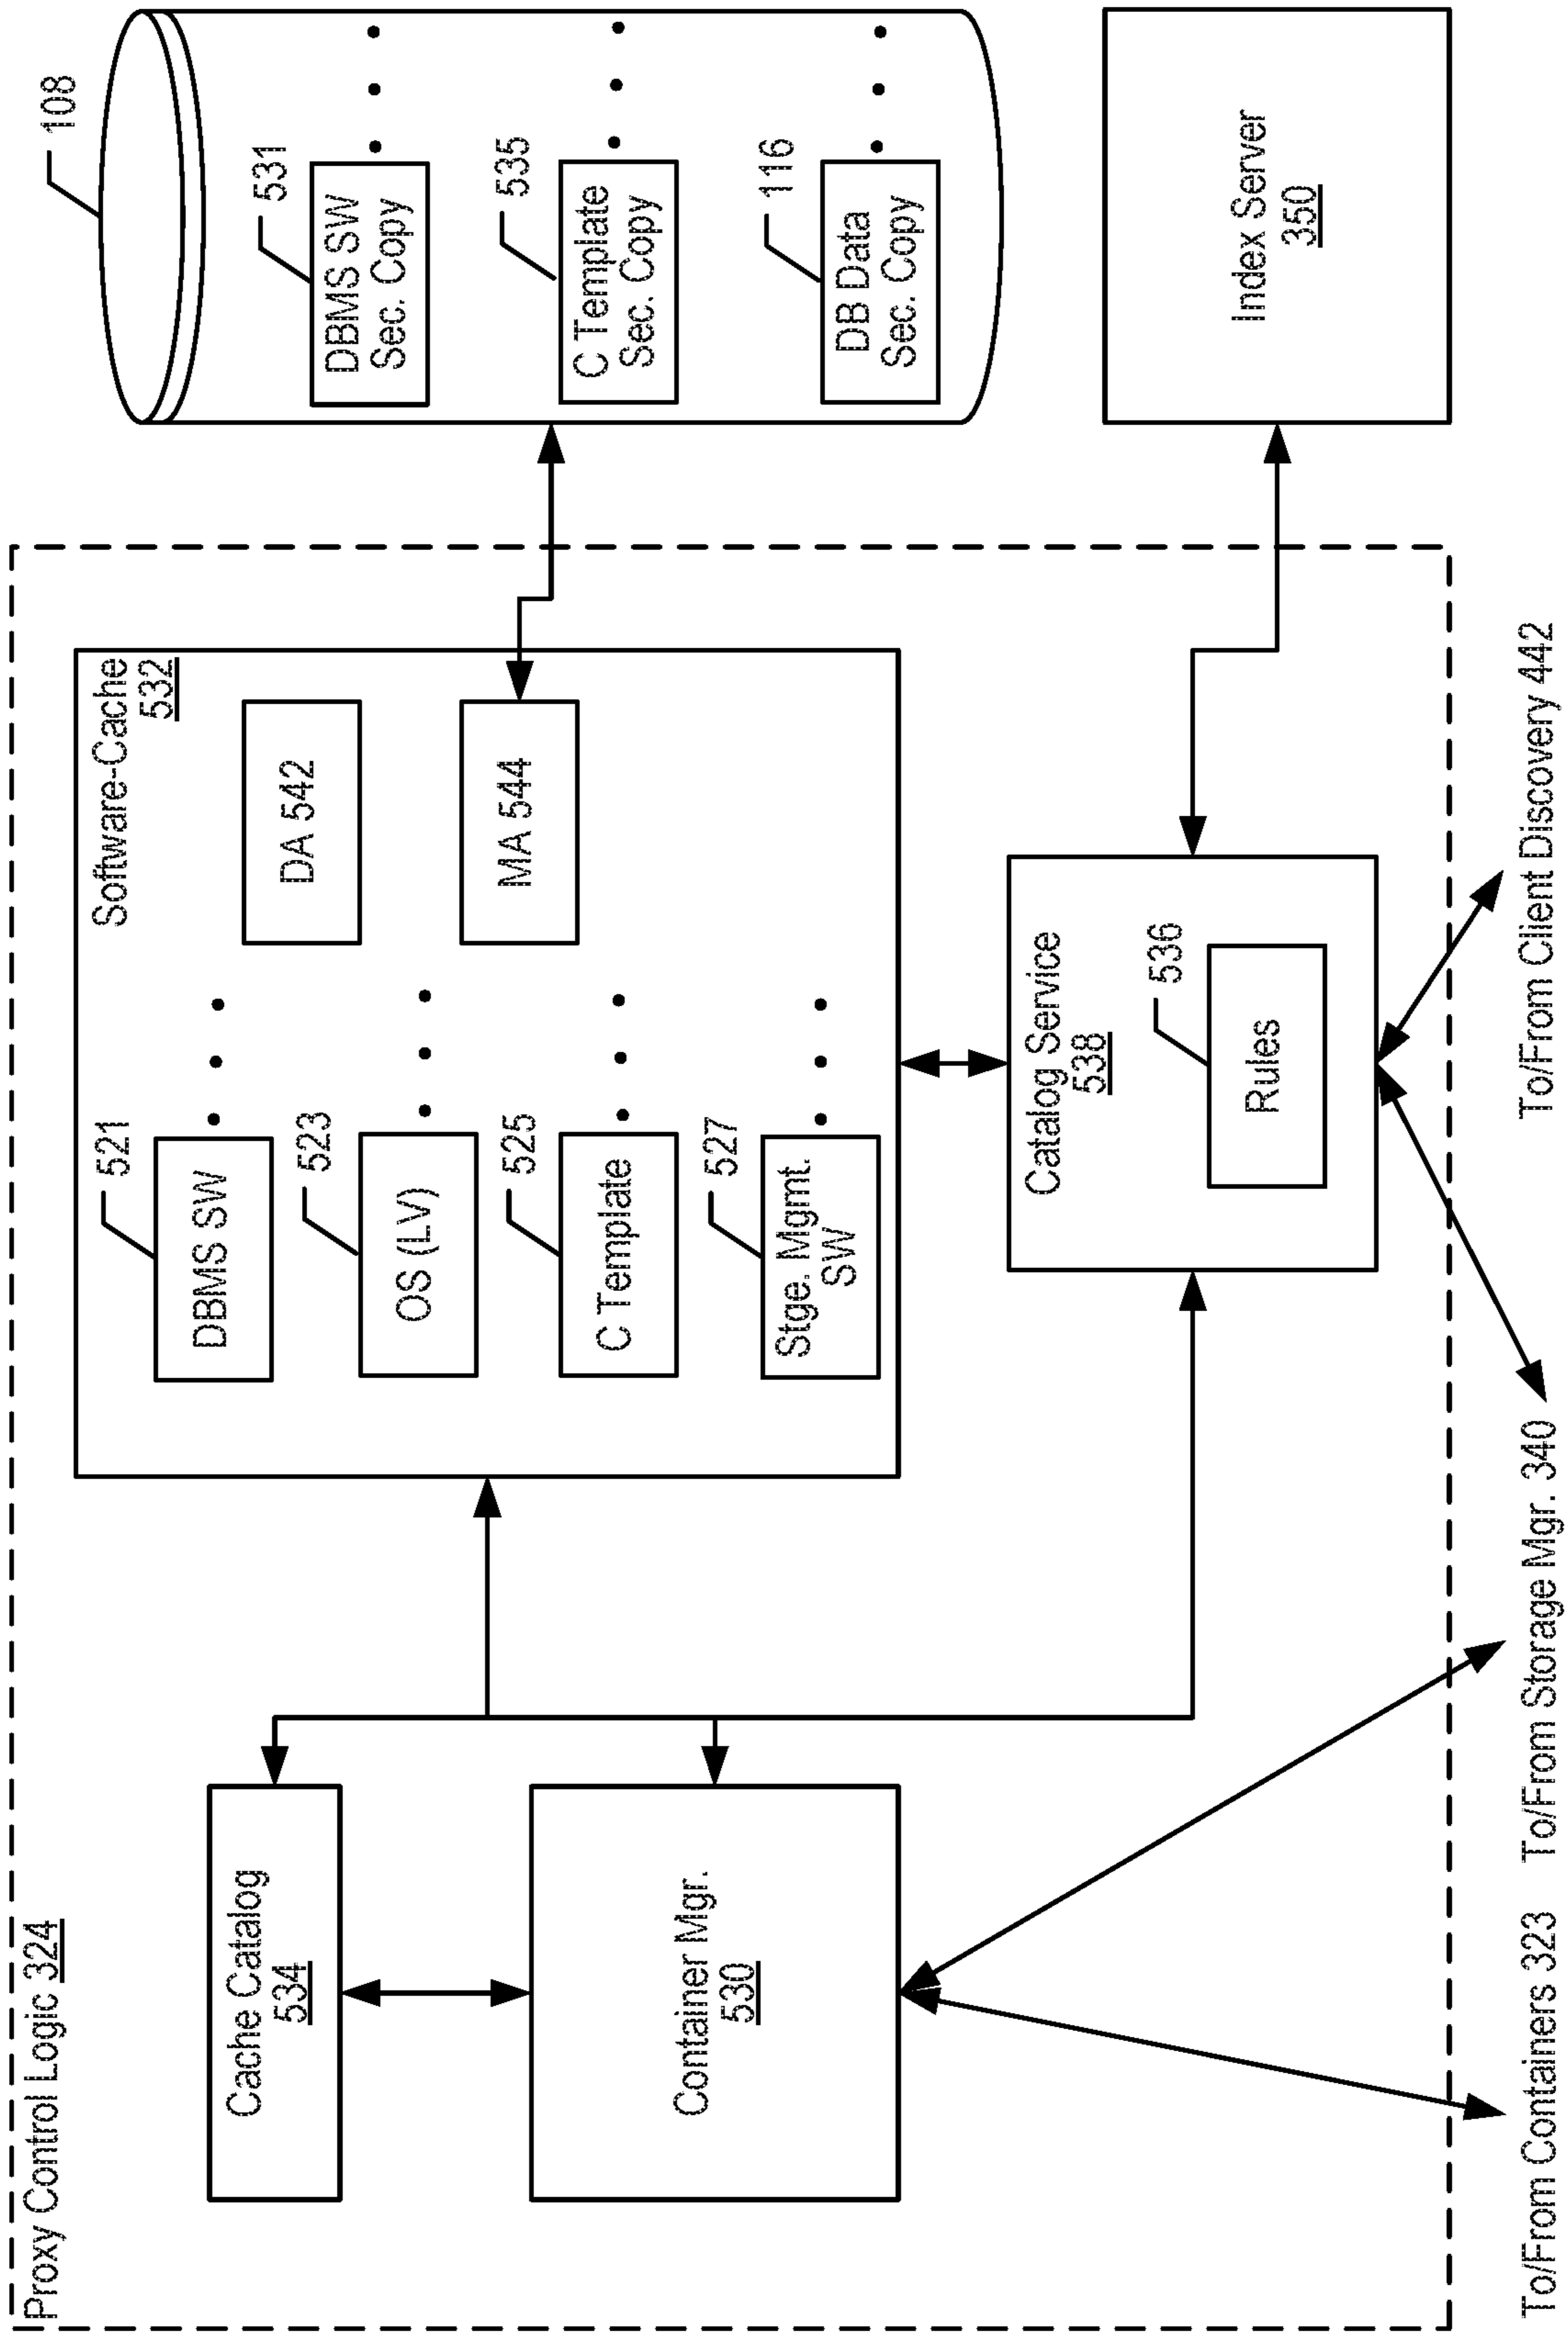 Proxy Control Logic 324
Cache Catalog
534
Container Mgr.
530
Software-Cache
532
521
DBMS SW
523
OS (LV)
525
C Template
527
Stge. Mgmt.
SW
DA 542
MA 544
Catalog Service
538
536
Rules
108
531
DBMS SW
Sec. Copy
535
C Template
Sec. Copy
116
DB Data
Sec. Copy
Index Server
350
To/From Containers 323
To/From Storage Mgr. 340
To/From Client Discovery 442